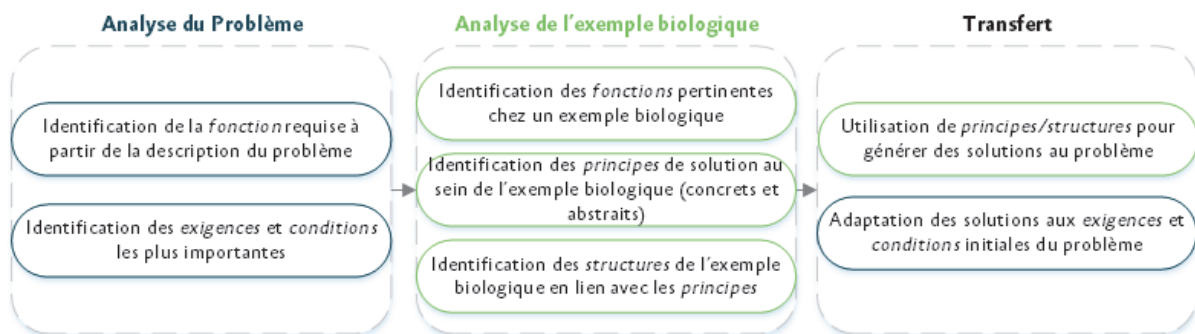 Analyse du Problème
Identification de la fonction requise à
partir de la description du problème
Identification des exigences et conditions
les plus importantes
Analyse de l'exemple biologique
Identification des fonctions pertinentes
chez un exemple biologique
Identification des principes de solution au
sein de l'exemple biologique (concrets et
abstraits)
Identification des structures de l'exemple
biologique en lien avec les principes
Transfert
Utilisation de principes/structures pour
générer des solutions au problème
Adaptation des solutions aux exigences et
conditions initiales du problème